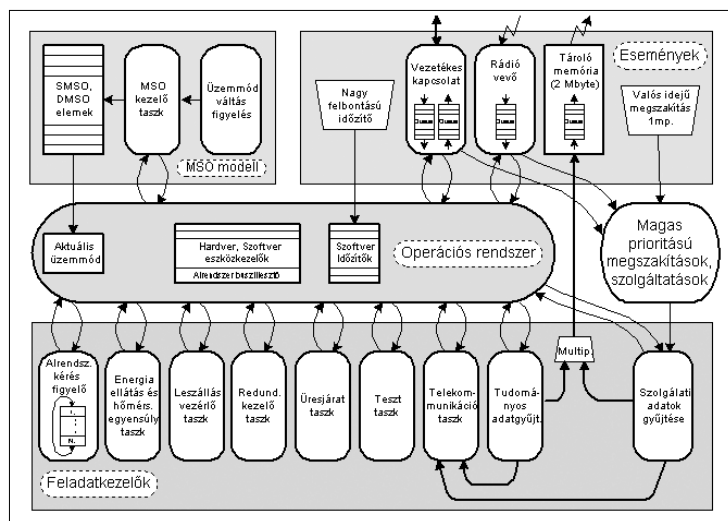 SMSO,
DMSO
elemek
MSO
kezelő
taszk
Üzemmód
váltás
figyelés
MSO modell
Nagy
felbontású
időzítő
Vezetékes
kapcsolat
Rádió
vevő
Tároló
memória
(2 Mbyte)
Események
Valós idejű
megszakítás
1mp.
Aktuális
üzemmód
Hardver, Szoftver
eszközkezelők
Szoftver
Időzítők
Operációs rendszer
Magas
prioritású
megszakítások,
szolgáltatások
Alrendsz.
kérés
figyelő
1.
N.
Energia
ellátás és
hőmérs.
egyensúly
taszk
Leszállás
vezérlő
taszk
Redund.
kezelő
taszk
Üresjárat
taszk
Teszt
taszk
Telekom-
munikáció
taszk
Tudomá-
nyos
adatgyűjt.
Multip.
Szolgálati
adatok
gyűjtése
Feladatkezelők